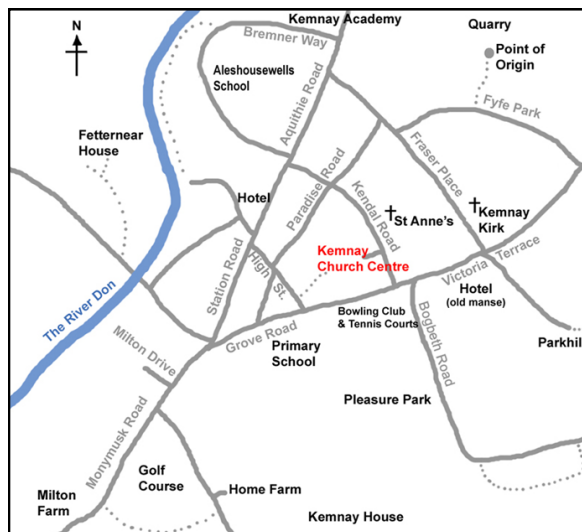 N
Kemnay Academy
Bremner Way
Quarry
Point of
Origin
Aleshousewells
School
Aquithie Road
Fyfe Park
Fetternear
House
Fraser Place
Paradise Road
Hotel
Kendal Road
St Anne's
Kemnay
Kirk
Kemnay
Church Centre
Victoria Terrace
High St.
Station Road
The River Don
Hotel
(old manse)
Bowling Club
& Tennis Courts
Grove Road
Primary
School
Parkhil
Milton Drive
Bogbeth Road
Pleasure Park
Monymusk Road
Golf
Course
Home Farm
Milton
Farm
Kemnay House